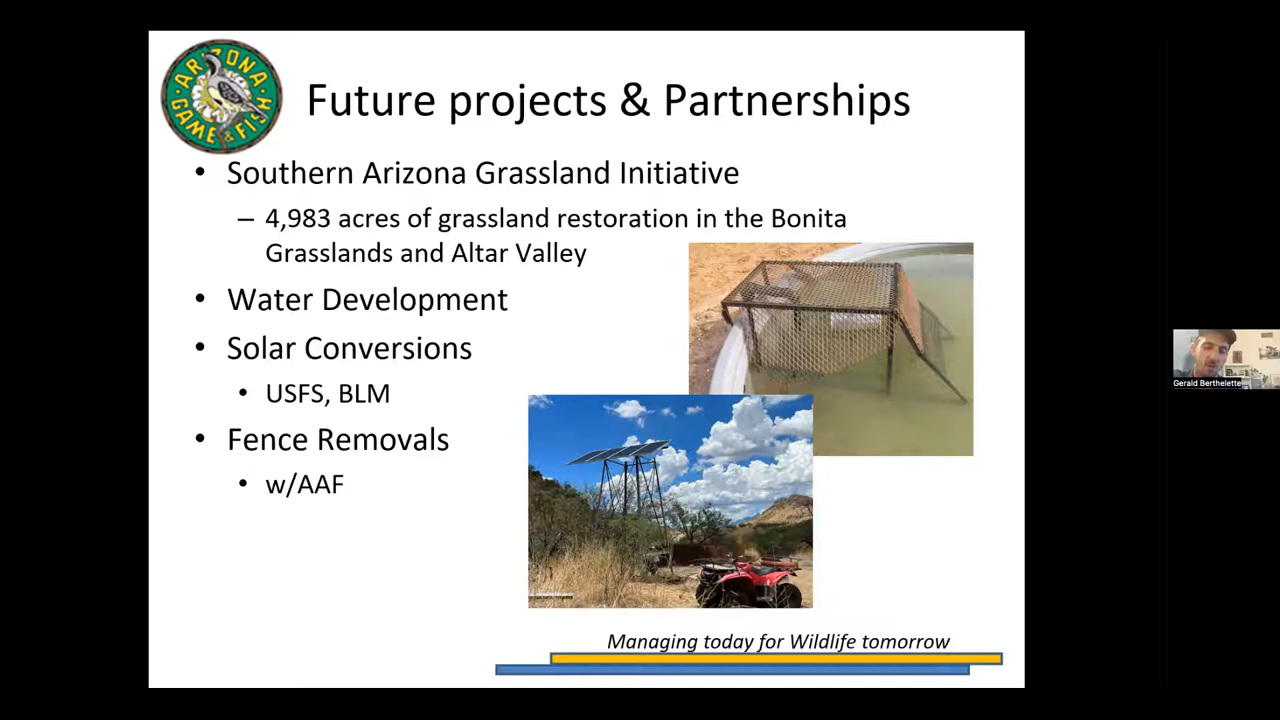 ARIZONA
GAME & FISH
Future projects & Partnerships
• Southern Arizona Grassland Initiative
– 4,983 acres of grassland restoration in the Bonita
Grasslands and Altar Valley
• Water Development
• Solar Conversions
• USFS, BLM
• Fence Removals
• w/AAF
Managing today for Wildlife tomorrow
Gerald Berthelette